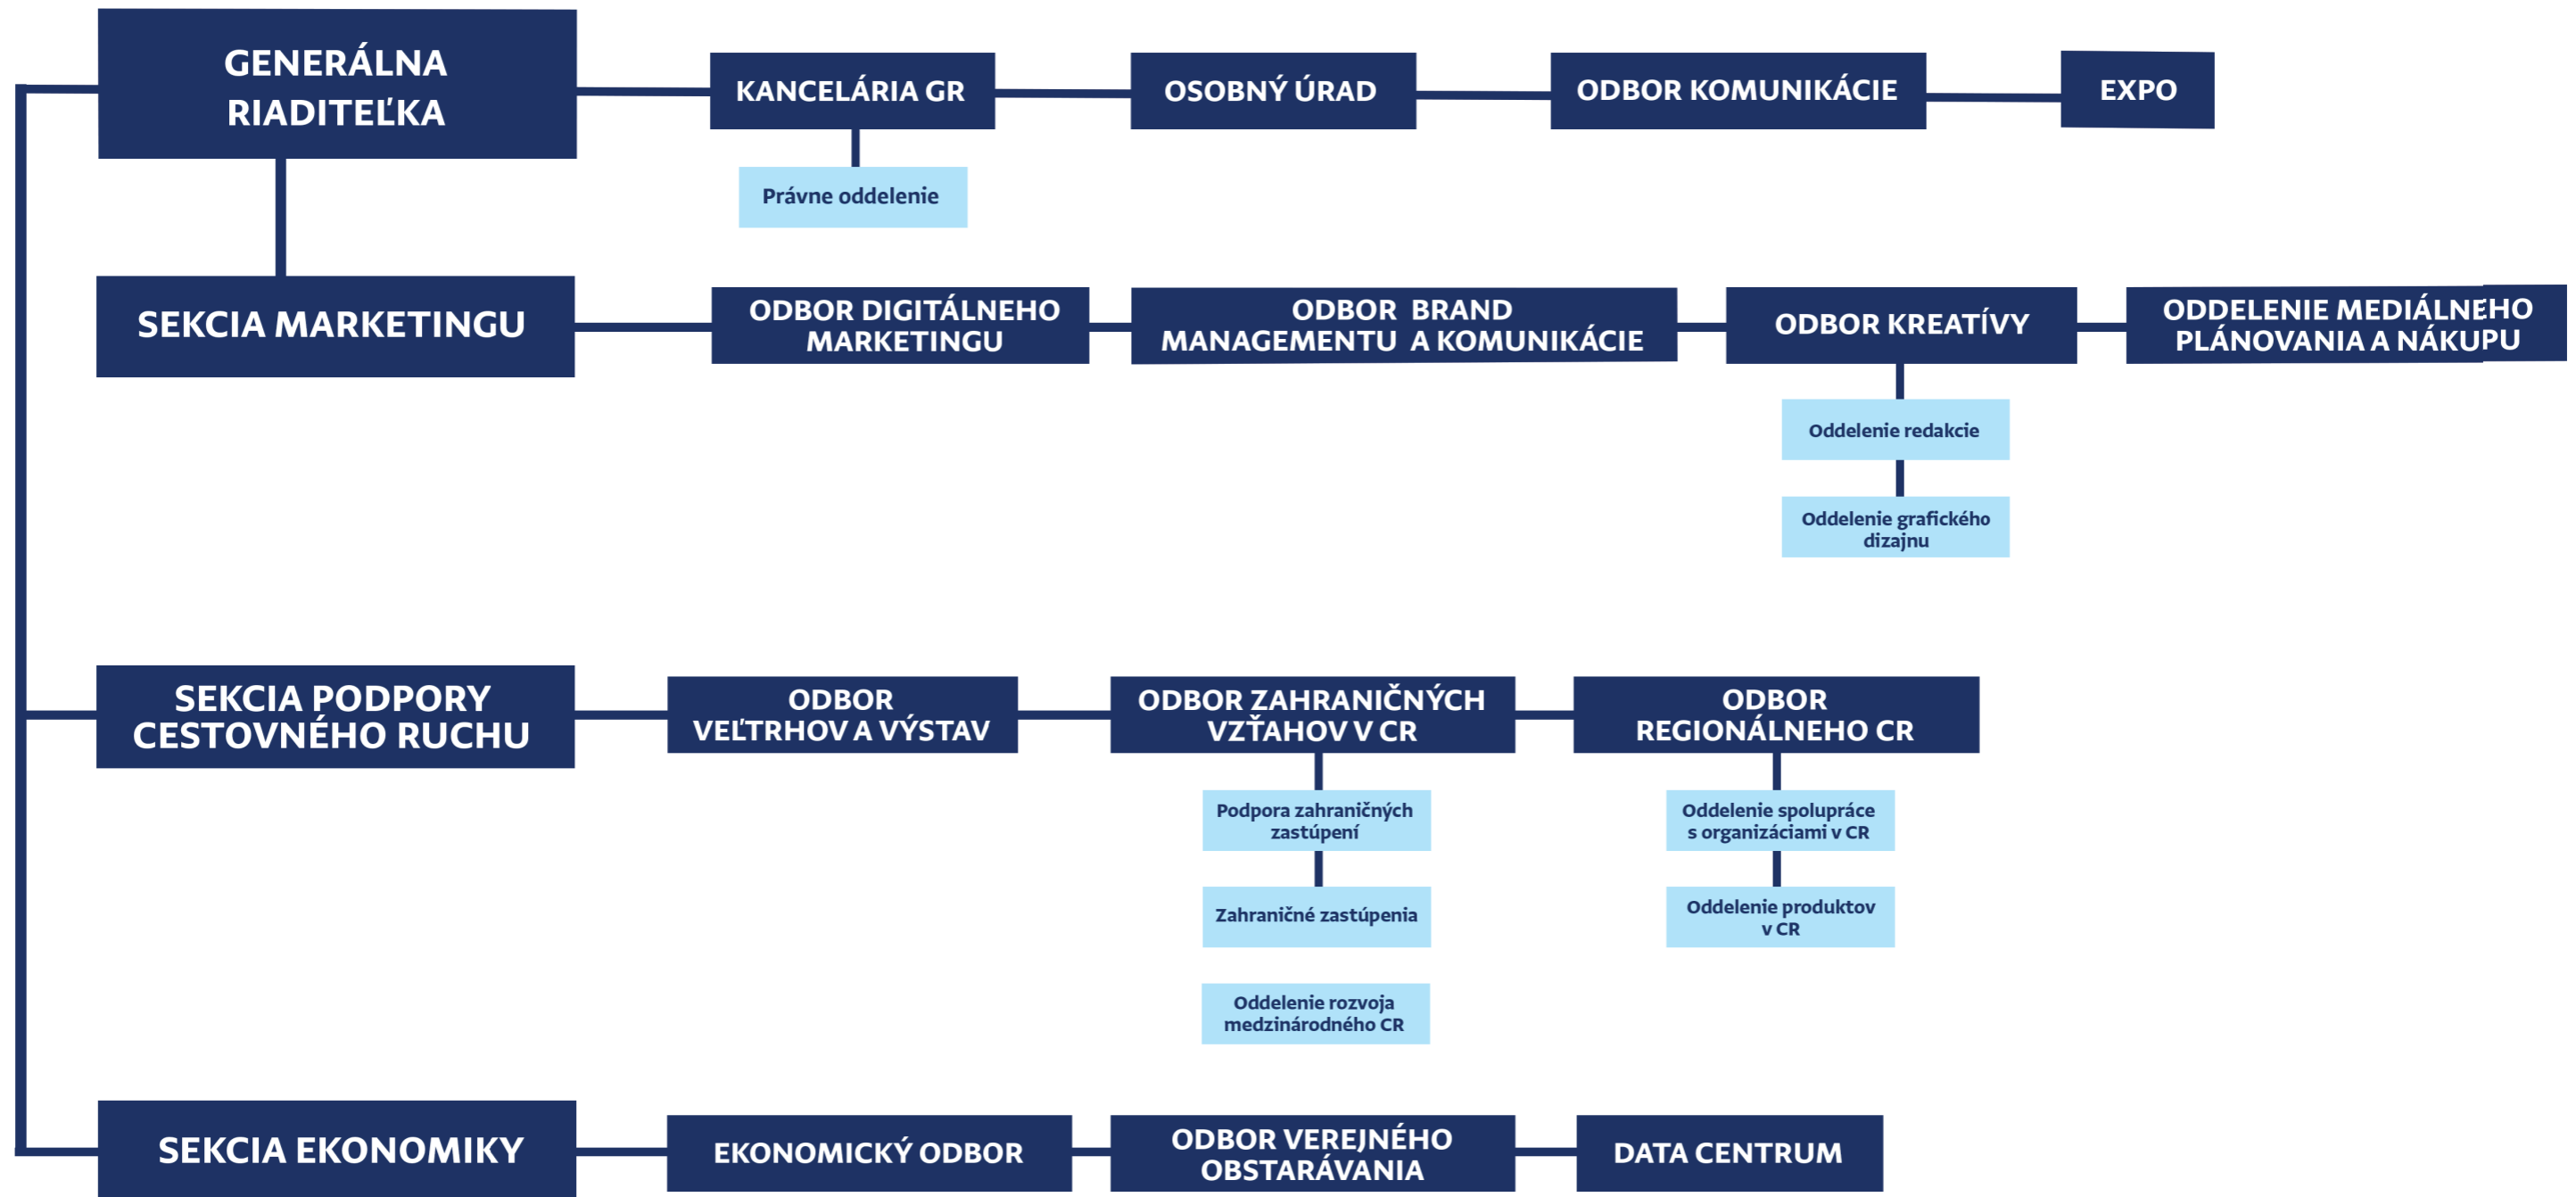 GENERÁLNA
RIADITEĽKA
KANCELÁRIA GR
OSOBNÝ ÚRAD
ODBOR KOMUNIKÁCIE
EXPO
Právne oddelenie
SEKCIA MARKETINGU
ODBOR DIGITÁLNEHO
MARKETINGU
ODBOR BRAND
MANAGEMENTU A KOMUNIKÁCIE
ODBOR KREATÍVY
ODDELENIE MEDIÁLNEHO
PLÁNOVANIA A NÁKUPU
Oddelenie redakcie
Oddelenie grafického
dizajnu
SEKCIA PODPORY
CESTOVNÉHO RUCHU
ODBOR
VEĽTRHOV A VÝSTAV
ODBOR ZAHRANIČNÝCH
VZŤAHOV V CR
ODBOR
REGIONÁLNEHO CR
Podpora zahraničných
zastúpení
Zahraničné zastúpenia
Oddelenie rozvoja
medzinárodného CR
Oddelenie spolupráce
s organizáciami v CR
Oddelenie produktov
v CR
SEKCIA EKONOMIKY
EKONOMICKÝ ODBOR
ODBOR VEREJNÉHO
OBSTARÁVANIA
DATA CENTRUM